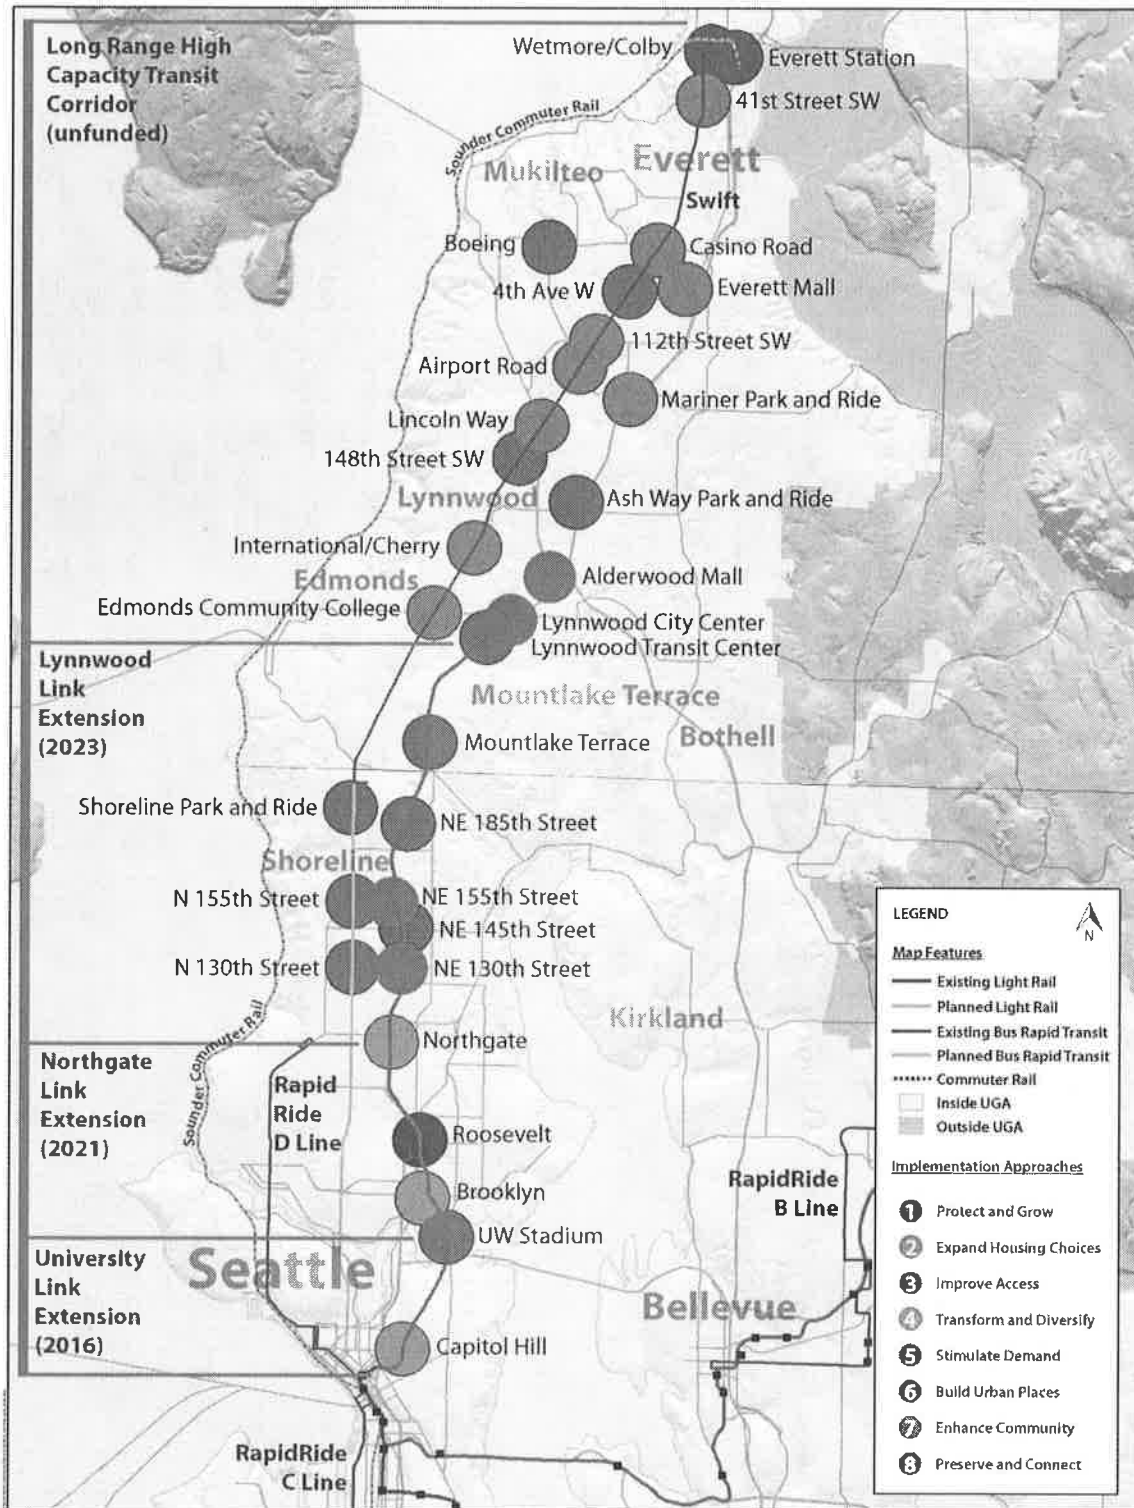 Long Range High
Capacity Transit
Corridor
(unfunded)
Wetmore/Colby
Everett Station
41st Street SW
Sounder Commuter Rail
Mukilteo
Everett
Swift
Boeing
Casino Road
4th Ave W
Everett Mall
112th Street SW
Airport Road
Mariner Park and Ride
Lincoln Way
148th Street SW
Lynnwood
Ash Way Park and Ride
International/Cherry
Edmonds
Alderwood Mall
Edmonds Community College
Lynnwood City Center
Lynnwood Transit Center
Lynnwood
Link
Extension
(2023)
Mountlake Terrace
Bothell
Mountlake Terrace
Shoreline Park and Ride
NE 185th Street
Shoreline
N 155th Street
NE 155th Street
NE 145th Street
N 130th Street
NE 130th Street
Kirkland
Northgate
Sounder Commuter Rail
Northgate
Link
Extension
(2021)
Rapid
Ride
D Line
Roosevelt
Brooklyn
UW Stadium
RapidRide
B Line
University
Link
Extension
(2016)
Seattle
Bellevue
Capitol Hill
RapidRide
C Line
LEGEND
N
Map Features
Existing Light Rail
Planned Light Rail
Existing Bus Rapid Transit
Planned Bus Rapid Transit
Commuter Rail
Inside UGA
Outside UGA
Implementation Approaches
1 Protect and Grow
2 Expand Housing Choices
3 Improve Access
4 Transform and Diversify
5 Stimulate Demand
6 Build Urban Places
7 Enhance Community
8 Preserve and Connect